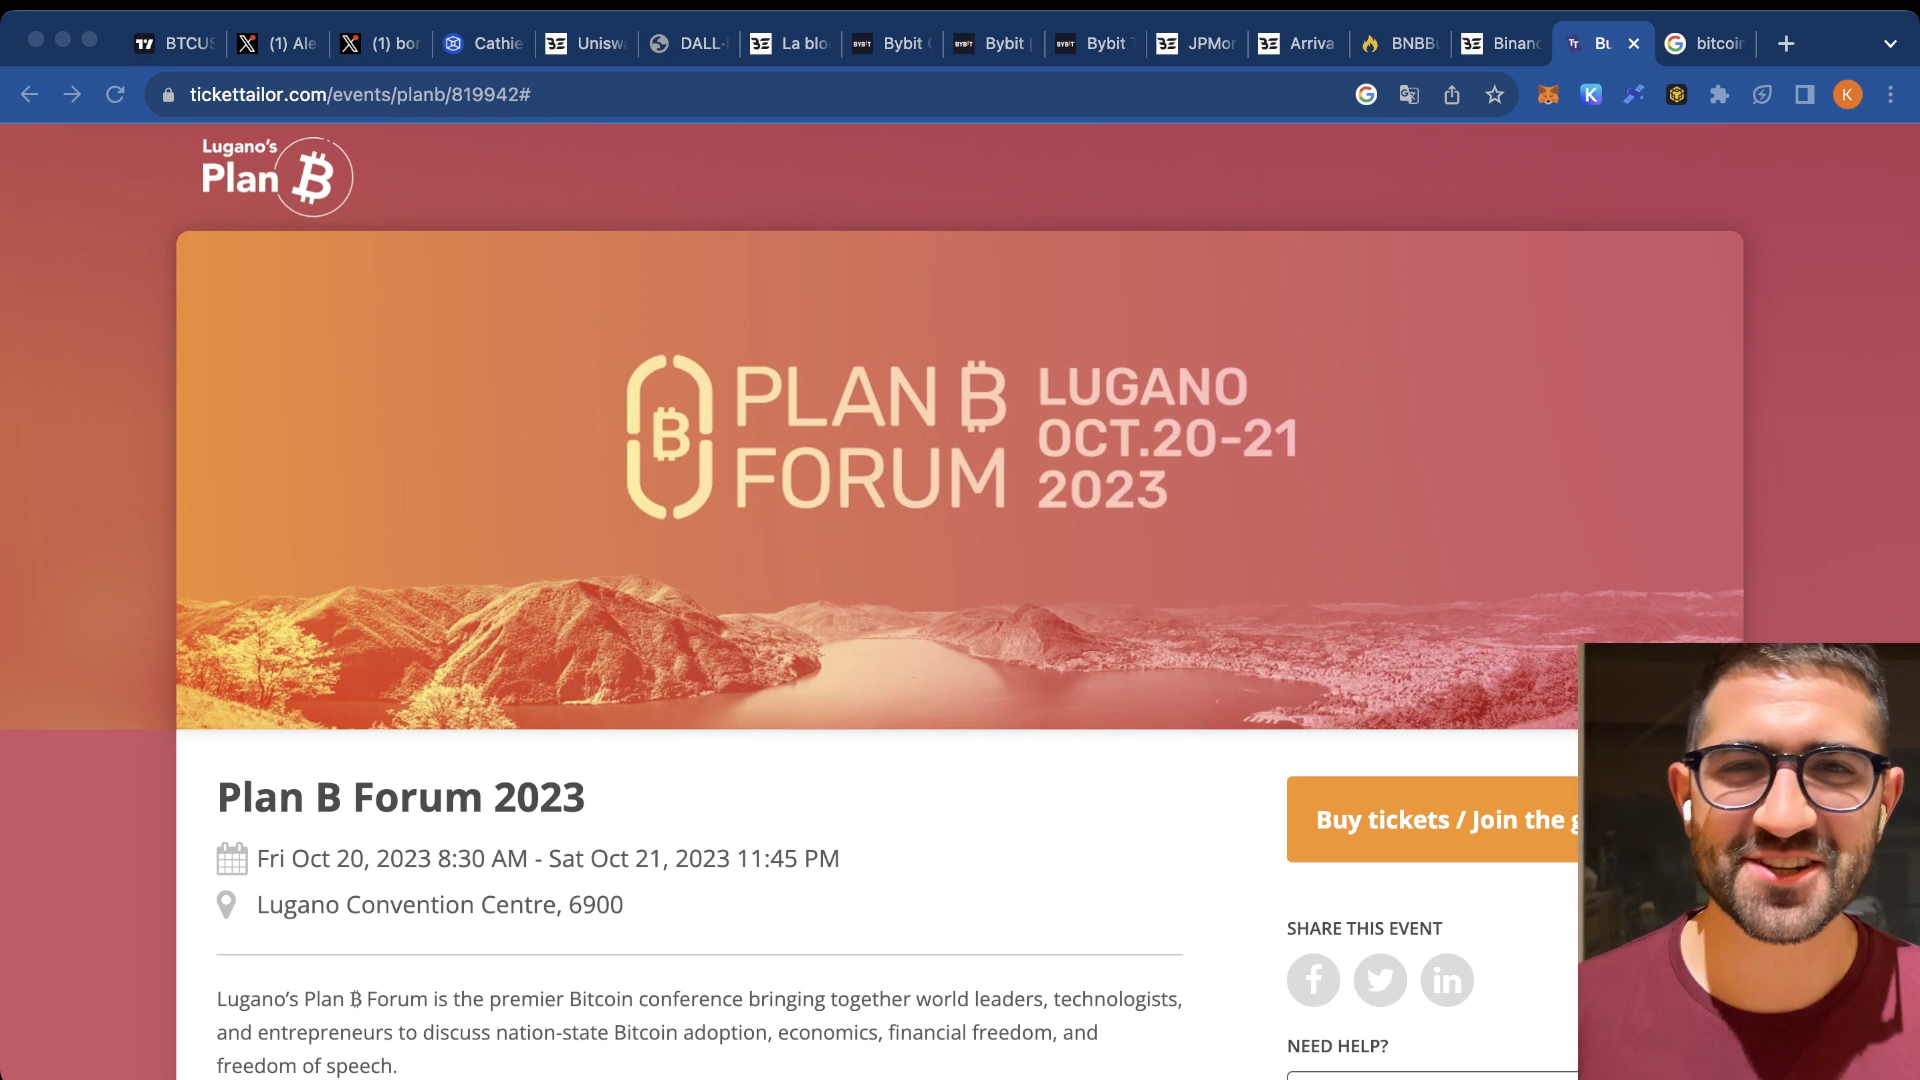 BTCUS
(1) Ale
(1) bor
Cathie
Unisw
DALL·
La blo
BYBIT
Bybit
BYBIT
Bybit
BYBIT
Bybit
JPMor
Arriva
BNBB
Binanc
Bu
bitcoin
tickettailor.com/events/planb/819942#
K
K
Lugano's
Plan ₿
PLAN ₿
FORUM
LUGANO
OCT.20-21
2023
Plan B Forum 2023
Fri Oct 20, 2023 8:30 AM - Sat Oct 21, 2023 11:45 PM
Lugano Convention Centre, 6900
Lugano's Plan ₿ Forum is the premier Bitcoin conference bringing together world leaders, technologists,
and entrepreneurs to discuss nation-state Bitcoin adoption, economics, financial freedom, and
freedom of speech.
Buy tickets / Join the
SHARE THIS EVENT
NEED HELP?